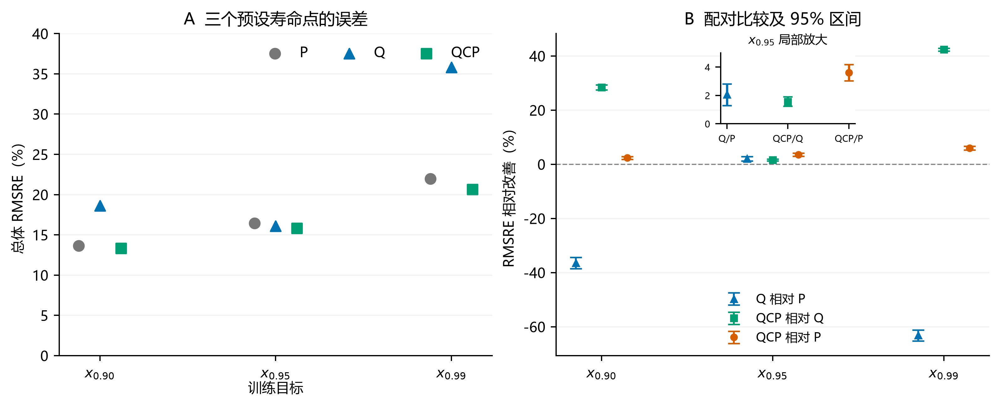 A 三个预设寿命点的误差
40
35
30
25
20
15
10
5
0
总体 RMSRE (%)
P Q QCP
x0.90 x0.95 x0.99
训练目标
B 配对比较及 95% 区间
40
20
0
-20
-40
-60
RMSRE 相对改善 (%)
x0.95 局部放大
4
2
0
Q/P QCP/Q QCP/P
Q 相对 P
QCP 相对 Q
QCP 相对 P
x0.90 x0.95 x0.99